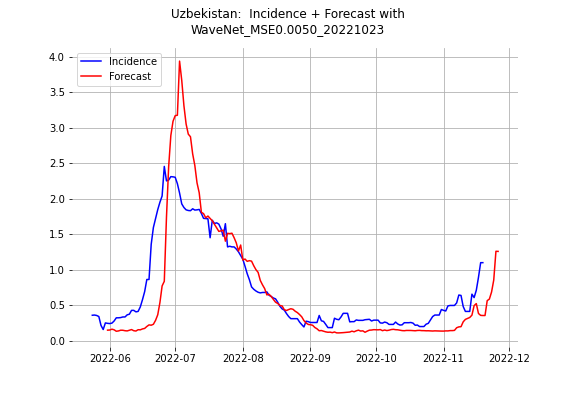 Uzbekistan:  Incidence + Forecast with
WaveNet_MSE0.0050_20221023
Incidence
Forecast
4.0
3.5
3.0
2.5
2.0
1.5
1.0
0.5
0.0
2022-06 2022-07 2022-08 2022-09 2022-10 2022-11 2022-12